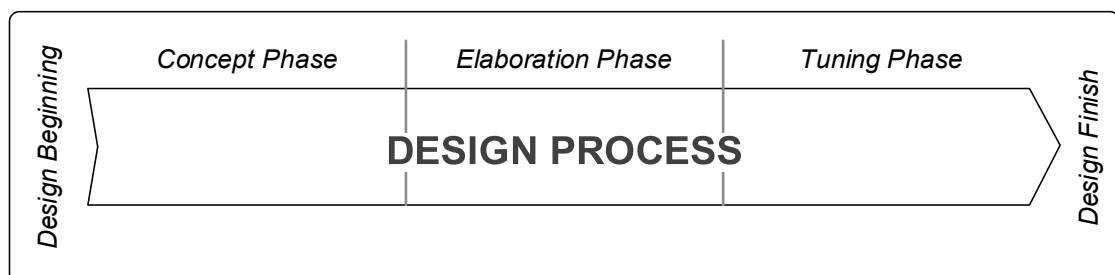 Design Beginning
Concept Phase
Elaboration Phase
Tuning Phase
DESIGN PROCESS
Design Finish